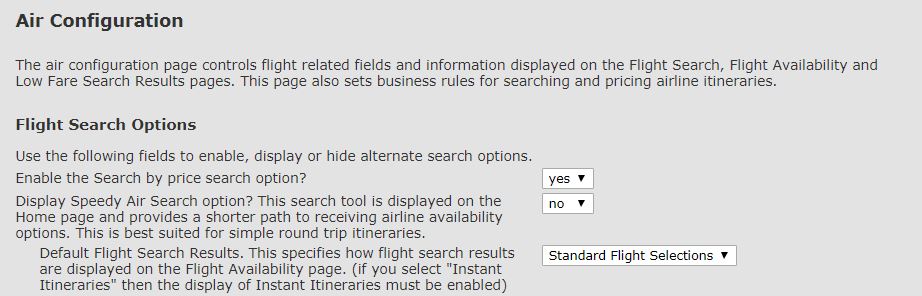 Air Configuration
The air configuration page controls flight related fields and information displayed on the Flight Search, Flight Availability and
Low Fare Search Results pages. This page also sets business rules for searching and pricing airline itineraries.
Flight Search Options
Use the following fields to enable, display or hide alternate search options.
Enable the Search by price search option? yes
Display Speedy Air Search option? This search tool is displayed on the no
Home page and provides a shorter path to receiving airline availability
options. This is best suited for simple round trip itineraries.
Default Flight Search Results. This specifies how flight search results Standard Flight Selections
are displayed on the Flight Availability page. (if you select "Instant
Itineraries" then the display of Instant Itineraries must be enabled)